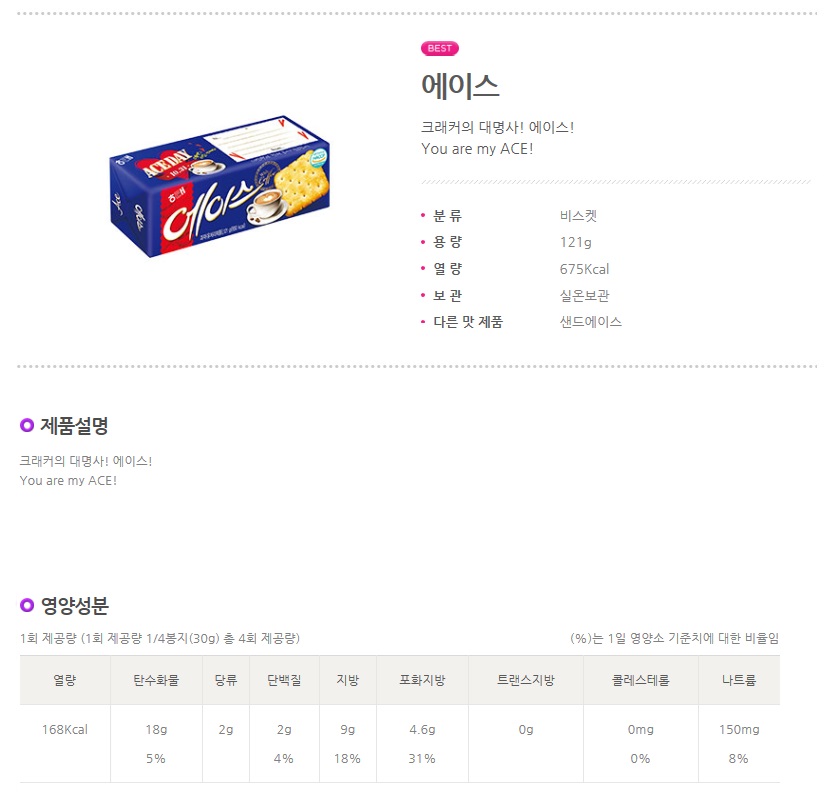 BEST
에이스
크래커의 대명사! 에이스!
You are my ACE!
분 류 비스켓
용 량 121g
열 량 675Kcal
보 관 실온보관
다른 맛 제품 샌드에이스
해태
ACE DAY
10.31
해태
에이스
제품설명
크래커의 대명사! 에이스!
You are my ACE!
영양성분
1회 제공량 (1회 제공량 1/4봉지(30g) 총 4회 제공량) (%)는 1일 영양소 기준치에 대한 비율임
열량 탄수화물 당류 단백질 지방 포화지방 트랜스지방 콜레스테롤 나트륨
168Kcal 18g 2g 2g 9g 4.6g 0g 0mg 150mg
5% 4% 18% 31% 0% 8%